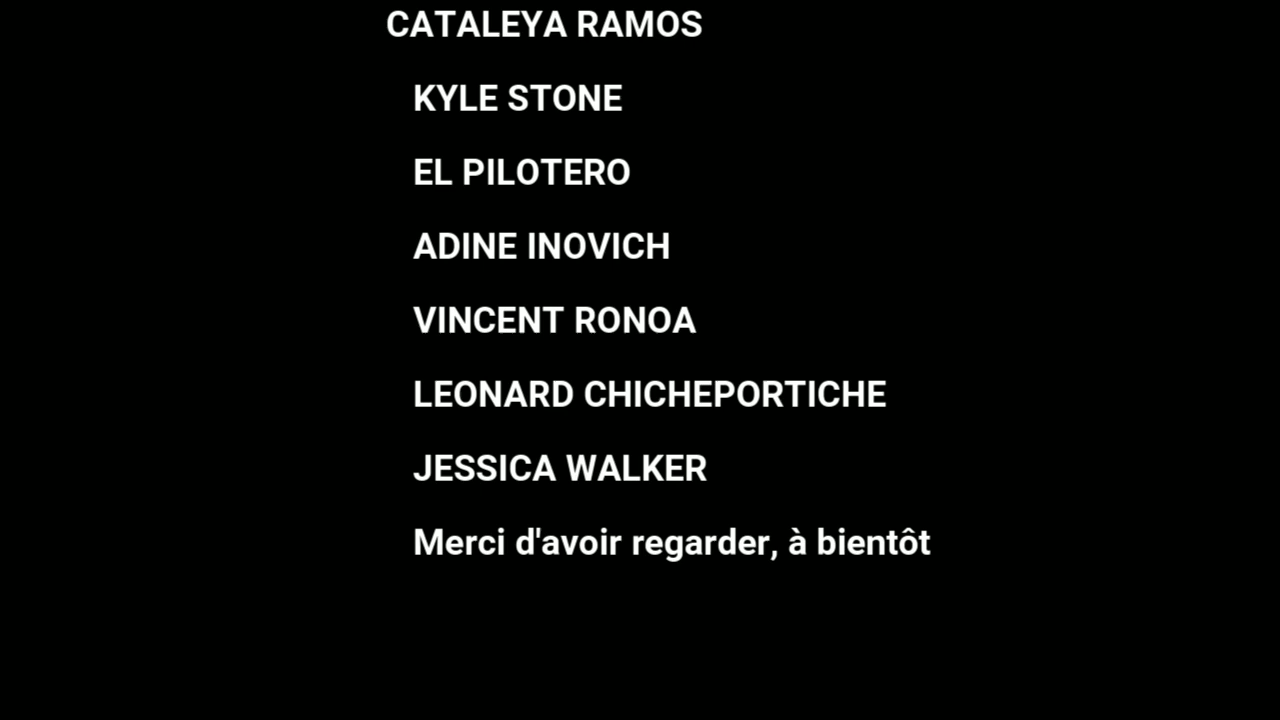 CATALEYA RAMOS
KYLE STONE
EL PILOTERO
ADINE INOVICH
VINCENT RONOA
LEONARD CHICHEPORTICHE
JESSICA WALKER
Merci d'avoir regarder, à bientôt